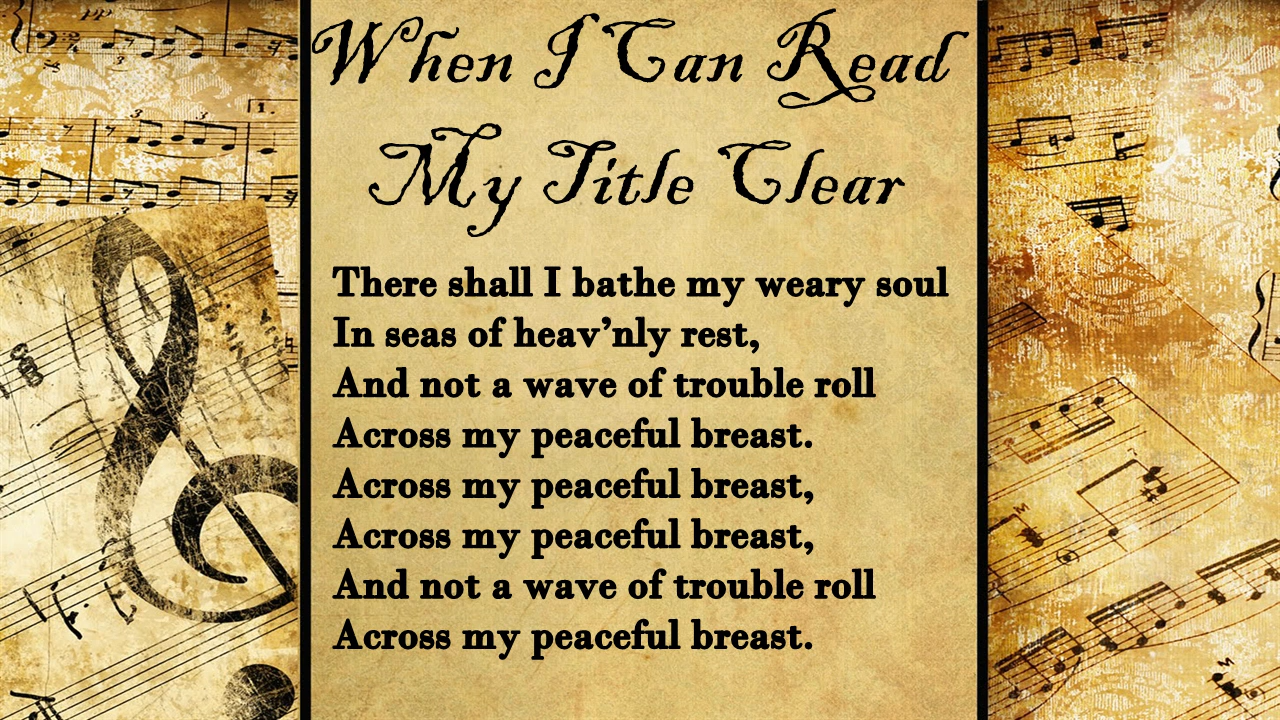 When I Can Read
My Title Clear
There shall I bathe my weary soul
In seas of heav’nly rest,
And not a wave of trouble roll
Across my peaceful breast.
Across my peaceful breast,
Across my peaceful breast,
And not a wave of trouble roll
Across my peaceful breast.